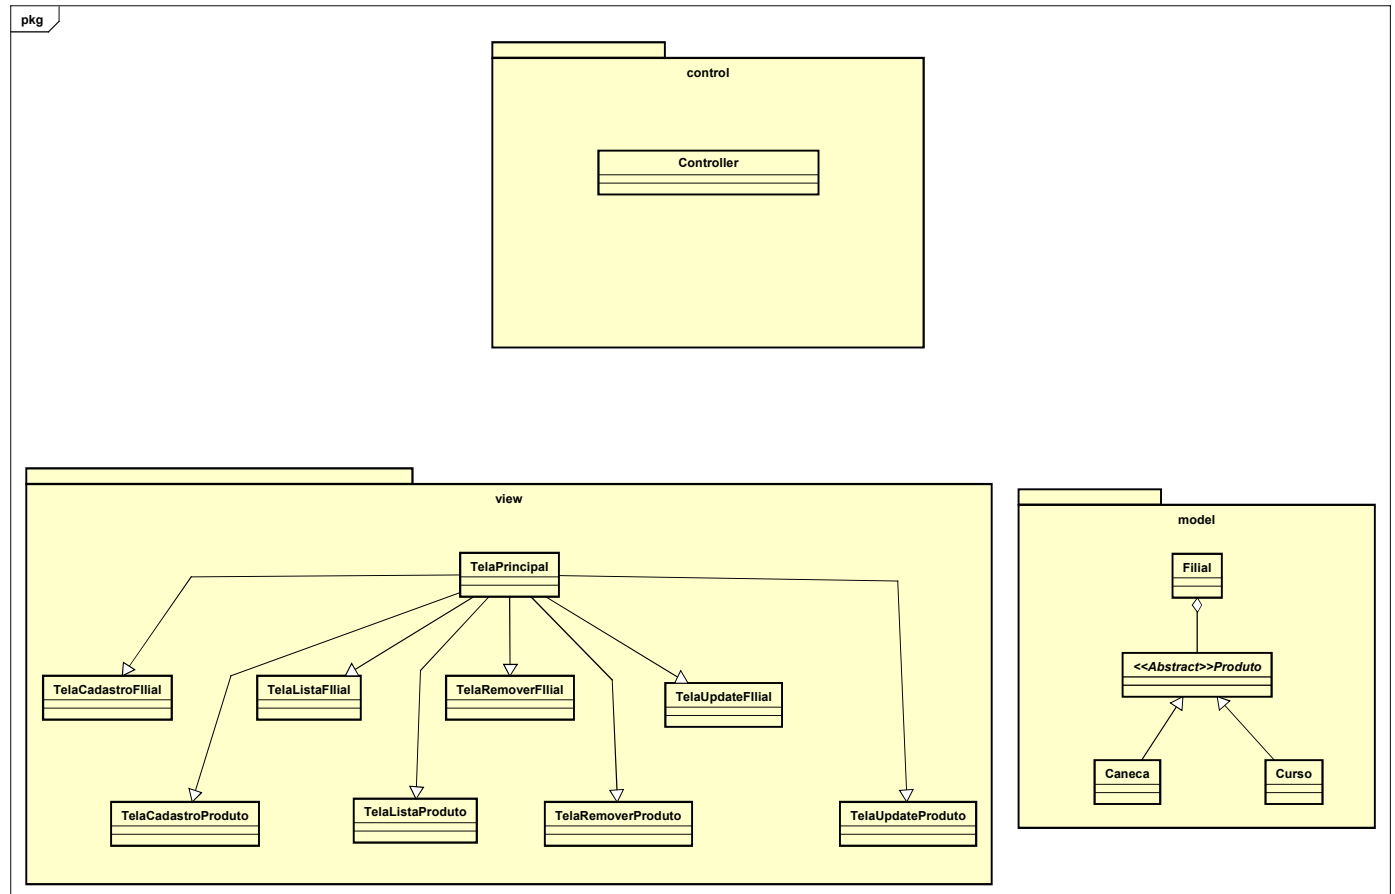 pkg
control
Controller
view
TelaPrincipal
TelaCadastroFIlial
TelaListaFIlial
TelaRemoverFIlial
TelaUpdateFIlial
TelaCadastroProduto
TelaListaProduto
TelaRemoverProduto
TelaUpdateProduto
model
Filial
<<Abstract>>Produto
Caneca
Curso